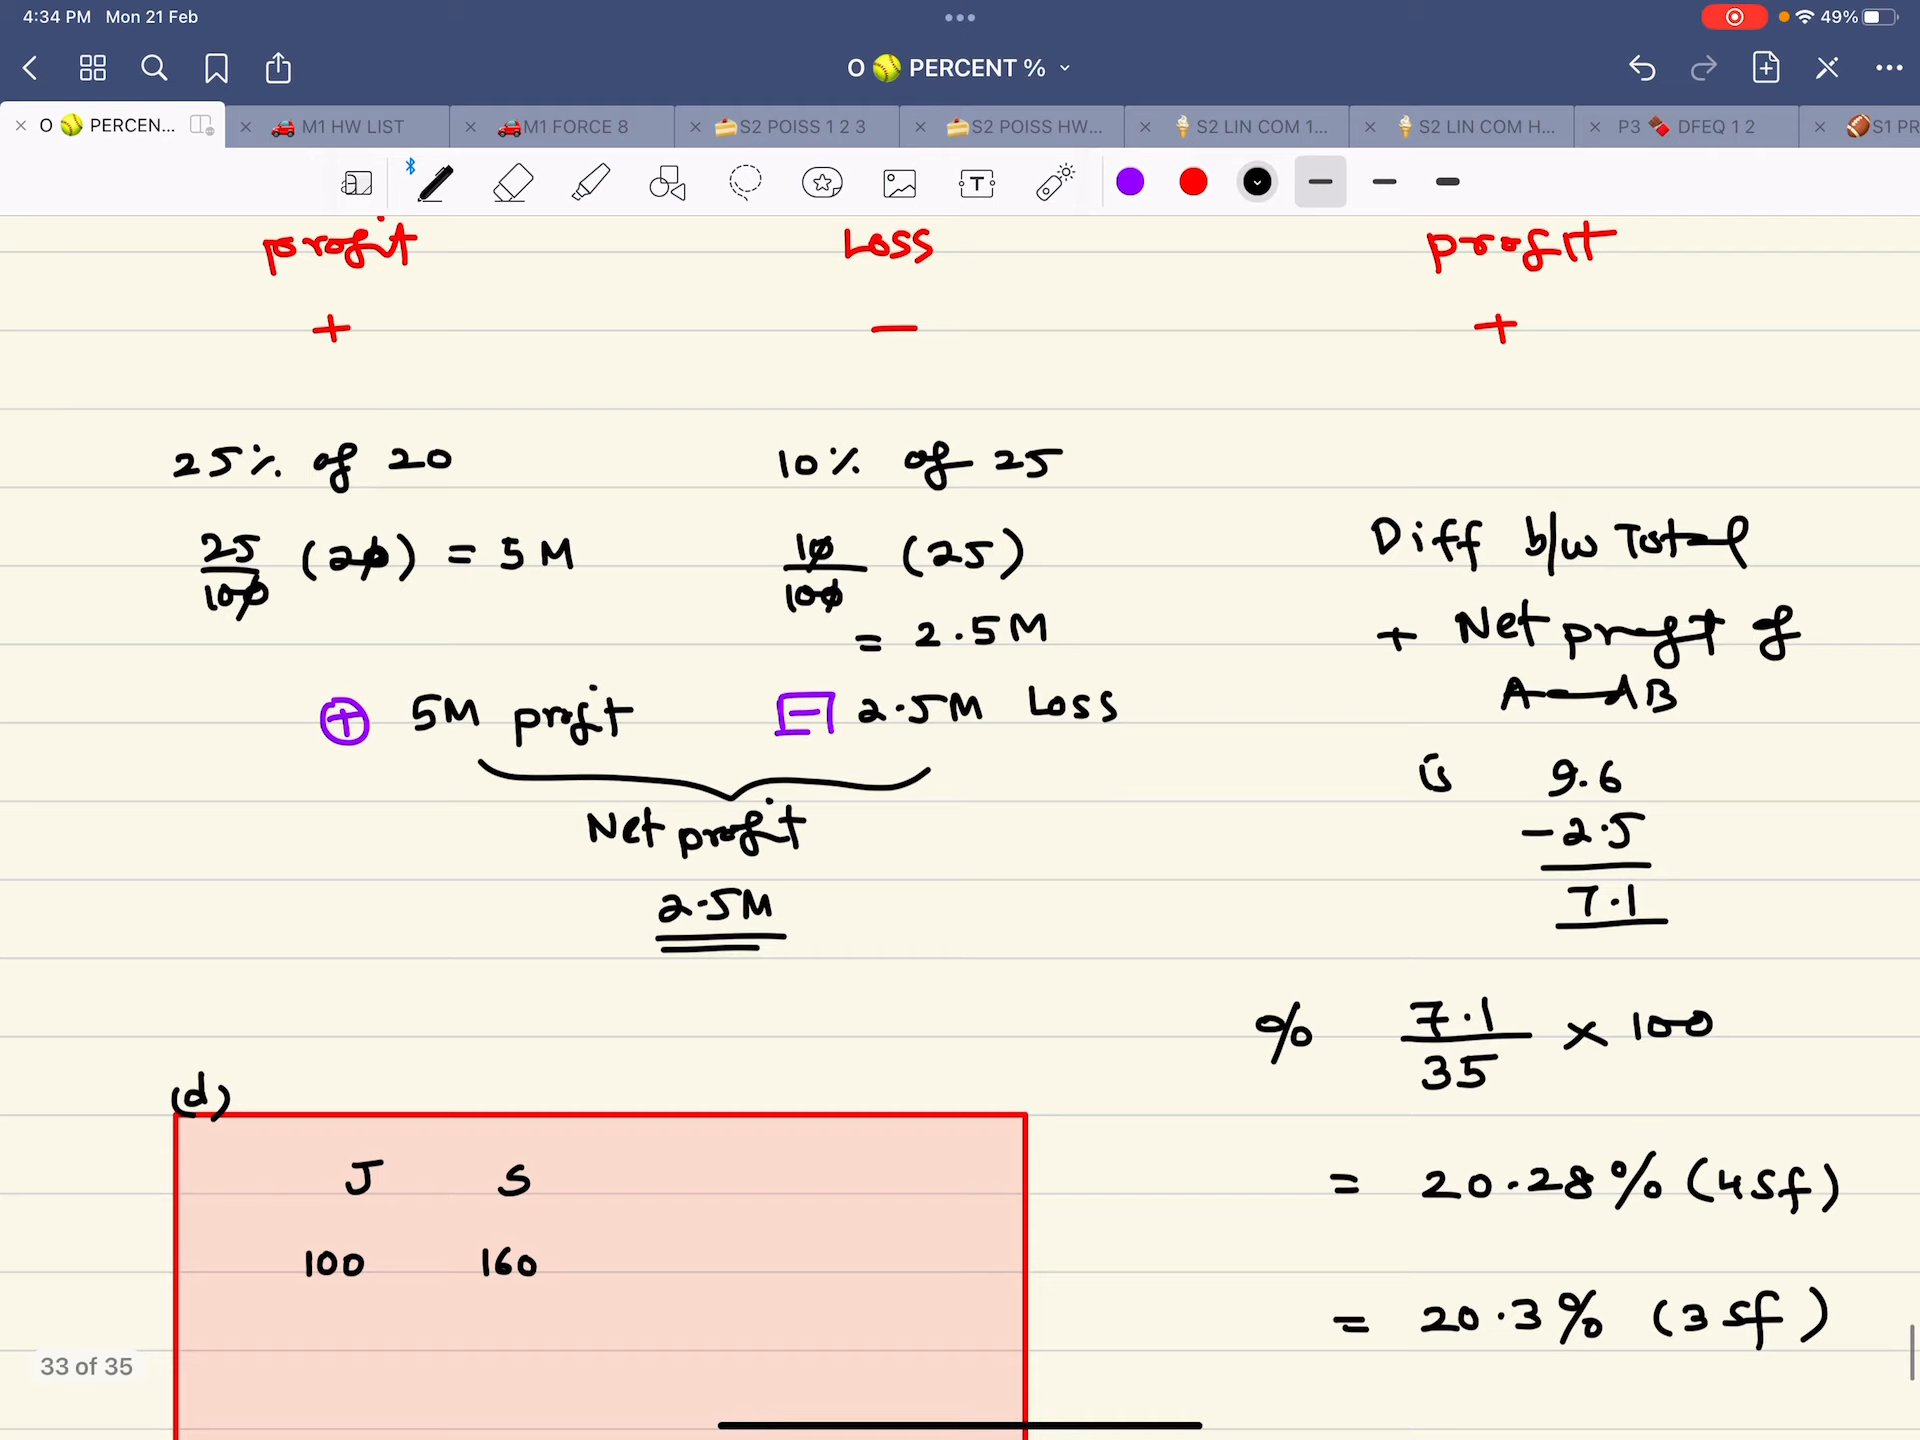 4:34 PM Mon 21 Feb
49%
O PERCENT %
O PERCEN...
M1 HW LIST
M1 FORCE 8
S2 POISS 1 2 3
S2 POISS HW...
S2 LIN COM 1...
S2 LIN COM H...
P3 DFEQ 1 2
S1 PR
profit
Loss
profit
+
−
+
25% of 20
25/100 (20) = 5M
10% of 25
10/100 (25)
= 2.5M
+ 5M profit
- 2.5M Loss
Net profit
2.5M
Diff b/w Total
+ Net profit of
A — B
is 9.6
−2.5
7.1
% 7.1/35 × 100
= 20.28% (4sf)
= 20.3% (3sf)
(d)
J S
100 160
33 of 35